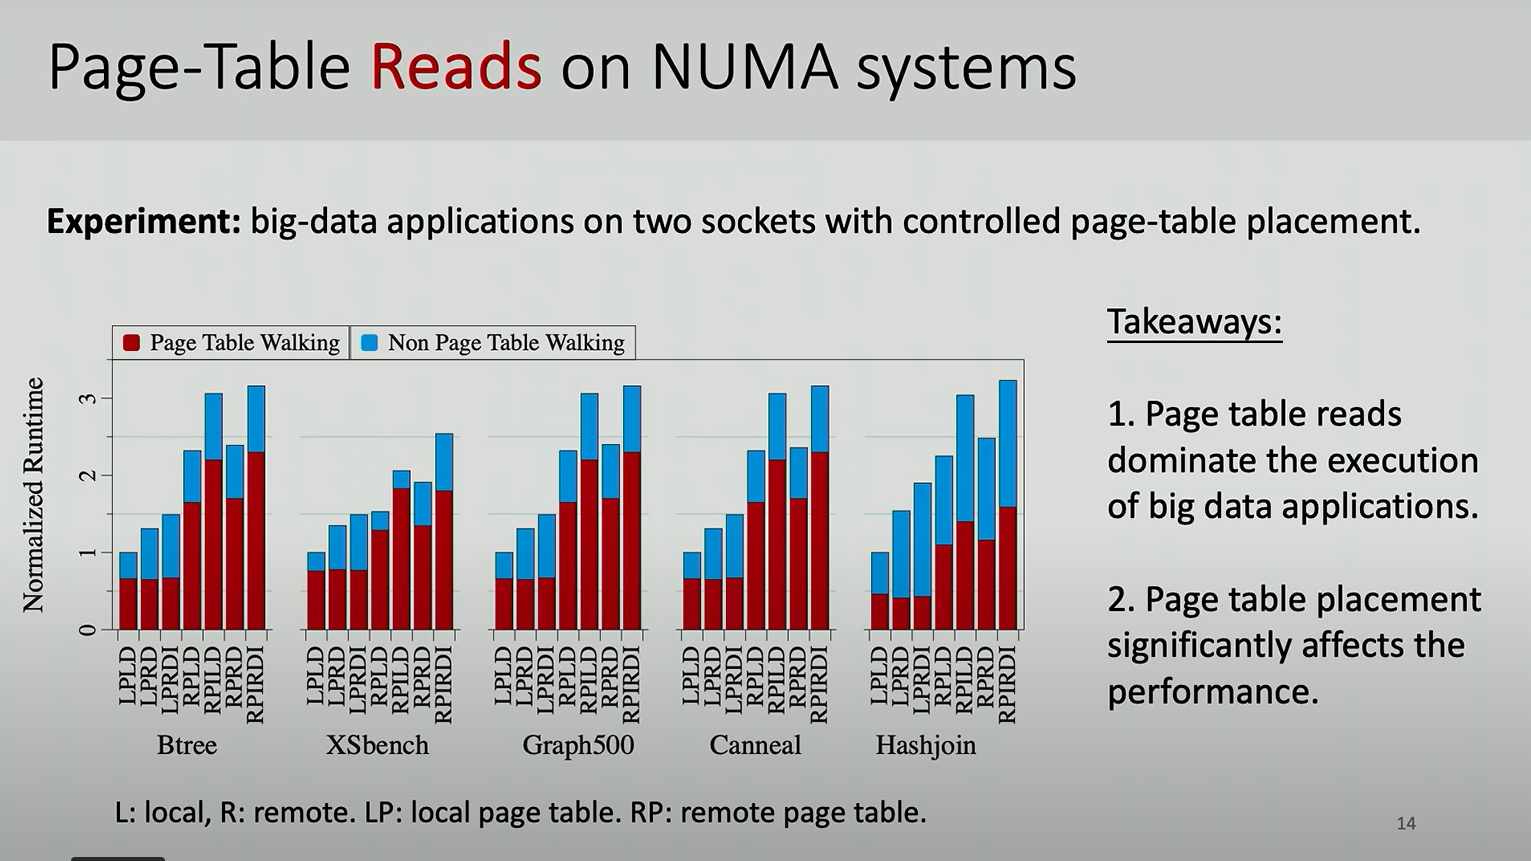 Page-Table Reads on NUMA systems
Experiment: big-data applications on two sockets with controlled page-table placement.
Page Table Walking
Non Page Table Walking
Normalized Runtime
3
2
1
0
LPLD LPRD LPRDI RPLD RPILD RPRD RPIRDI
LPLD LPRD LPRDI RPLD RPILD RPRD RPIRDI
LPLD LPRD LPRDI RPLD RPILD RPRD RPIRDI
LPLD LPRD LPRDI RPLD RPILD RPRD RPIRDI
LPLD LPRD LPRDI RPLD RPILD RPRD RPIRDI
Btree
XSbench
Graph500
Canneal
Hashjoin
Takeaways:
1. Page table reads
dominate the execution
of big data applications.
2. Page table placement
significantly affects the
performance.
L: local, R: remote. LP: local page table. RP: remote page table.
14